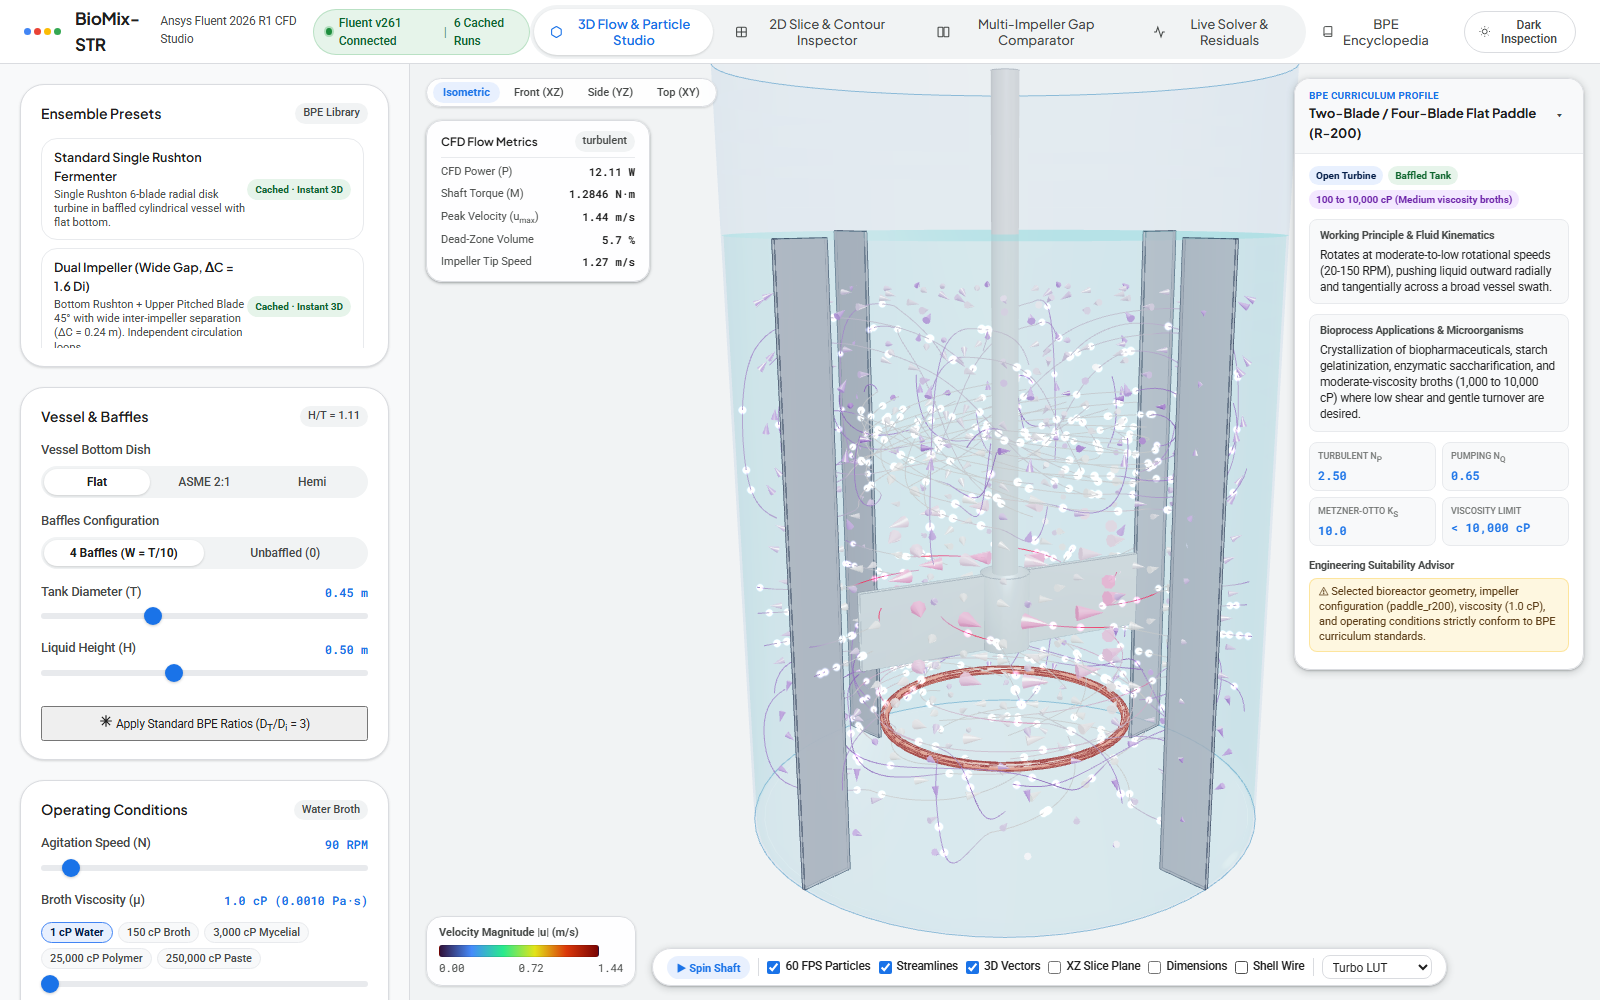 BioMix-
STR
Ansys Fluent 2026 R1 CFD
Studio
Fluent v261
Connected
6 Cached
Runs
3D Flow & Particle
Studio
2D Slice & Contour
Inspector
Multi-Impeller Gap
Comparator
Live Solver &
Residuals
BPE
Encyclopedia
Dark
Inspection
Ensemble Presets
BPE Library
Standard Single Rushton
Fermenter
Single Rushton 6-blade radial disk
turbine in baffled cylindrical vessel with
flat bottom.
Cached · Instant 3D
Dual Impeller (Wide Gap, ΔC =
1.6 Di)
Bottom Rushton + Upper Pitched Blade
45° with wide inter-impeller separation
(ΔC = 0.24 m). Independent circulation
loops.
Cached · Instant 3D
Vessel & Baffles
H/T = 1.11
Vessel Bottom Dish
Flat
ASME 2:1
Hemi
Baffles Configuration
4 Baffles (W = T/10)
Unbaffled (0)
Tank Diameter (T)
0.45 m
Liquid Height (H)
0.50 m
Apply Standard BPE Ratios (DT/Di = 3)
Operating Conditions
Water Broth
Agitation Speed (N)
90 RPM
Broth Viscosity (μ)
1.0 cP (0.0010 Pa·s)
1 cP Water
150 cP Broth
3,000 cP Mycelial
25,000 cP Polymer
250,000 cP Paste
Isometric
Front (XZ)
Side (YZ)
Top (XY)
CFD Flow Metrics
turbulent
CFD Power (P)
12.11 W
Shaft Torque (M)
1.2846 N·m
Peak Velocity (umax)
1.44 m/s
Dead-Zone Volume
5.7 %
Impeller Tip Speed
1.27 m/s
Velocity Magnitude |u| (m/s)
0.00
0.72
1.44
▶ Spin Shaft
60 FPS Particles
Streamlines
3D Vectors
XZ Slice Plane
Dimensions
Shell Wire
Turbo LUT
BPE CURRICULUM PROFILE
Two-Blade / Four-Blade Flat Paddle
(R-200)
Open Turbine
Baffled Tank
100 to 10,000 cP (Medium viscosity broths)
Working Principle & Fluid Kinematics
Rotates at moderate-to-low rotational speeds
(20-150 RPM), pushing liquid outward radially
and tangentially across a broad vessel swath.
Bioprocess Applications & Microorganisms
Crystallization of biopharmaceuticals, starch
gelatinization, enzymatic saccharification, and
moderate-viscosity broths (1,000 to 10,000
cP) where low shear and gentle turnover are
desired.
TURBULENT NP
2.50
PUMPING NQ
0.65
METZNER-OTTO KS
10.0
VISCOSITY LIMIT
< 10,000 cP
Engineering Suitability Advisor
⚠ Selected bioreactor geometry, impeller
configuration (paddle_r200), viscosity (1.0 cP),
and operating conditions strictly conform to BPE
curriculum standards.